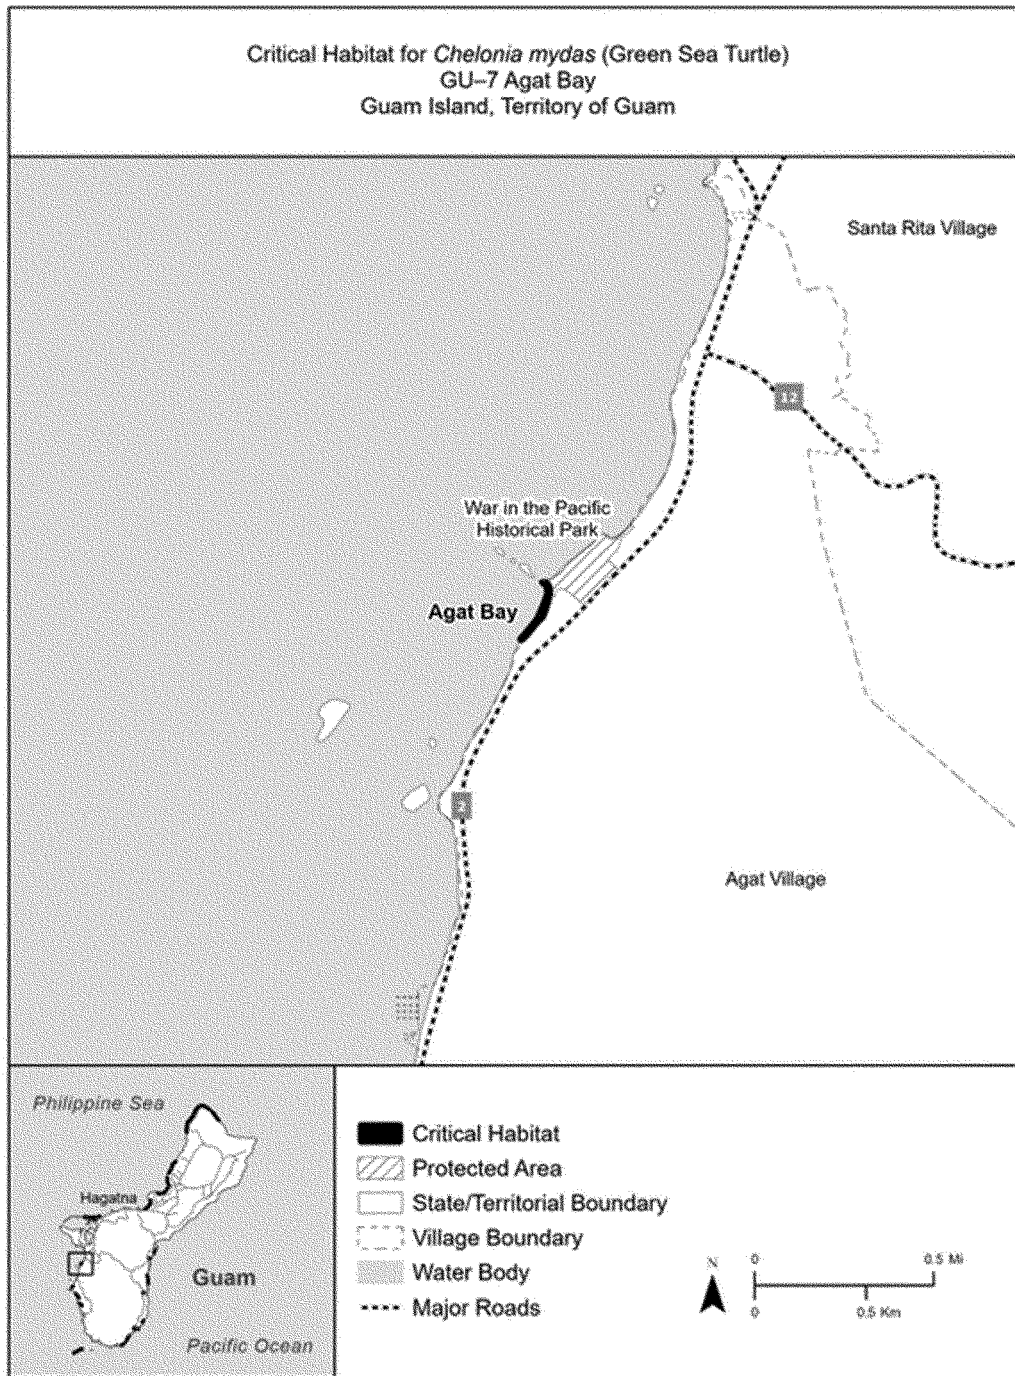 Critical Habitat for Chelonia mydas (Green Sea Turtle)
GU–7 Agat Bay
Guam Island, Territory of Guam
Santa Rita Village
12
War in the Pacific
Historical Park
Agat Bay
2
Agat Village
Philippine Sea
Hagatna
Guam
Pacific Ocean
Critical Habitat
Protected Area
State/Territorial Boundary
Village Boundary
Water Body
Major Roads
N
0 0.5 Mi
0 0.5 Km